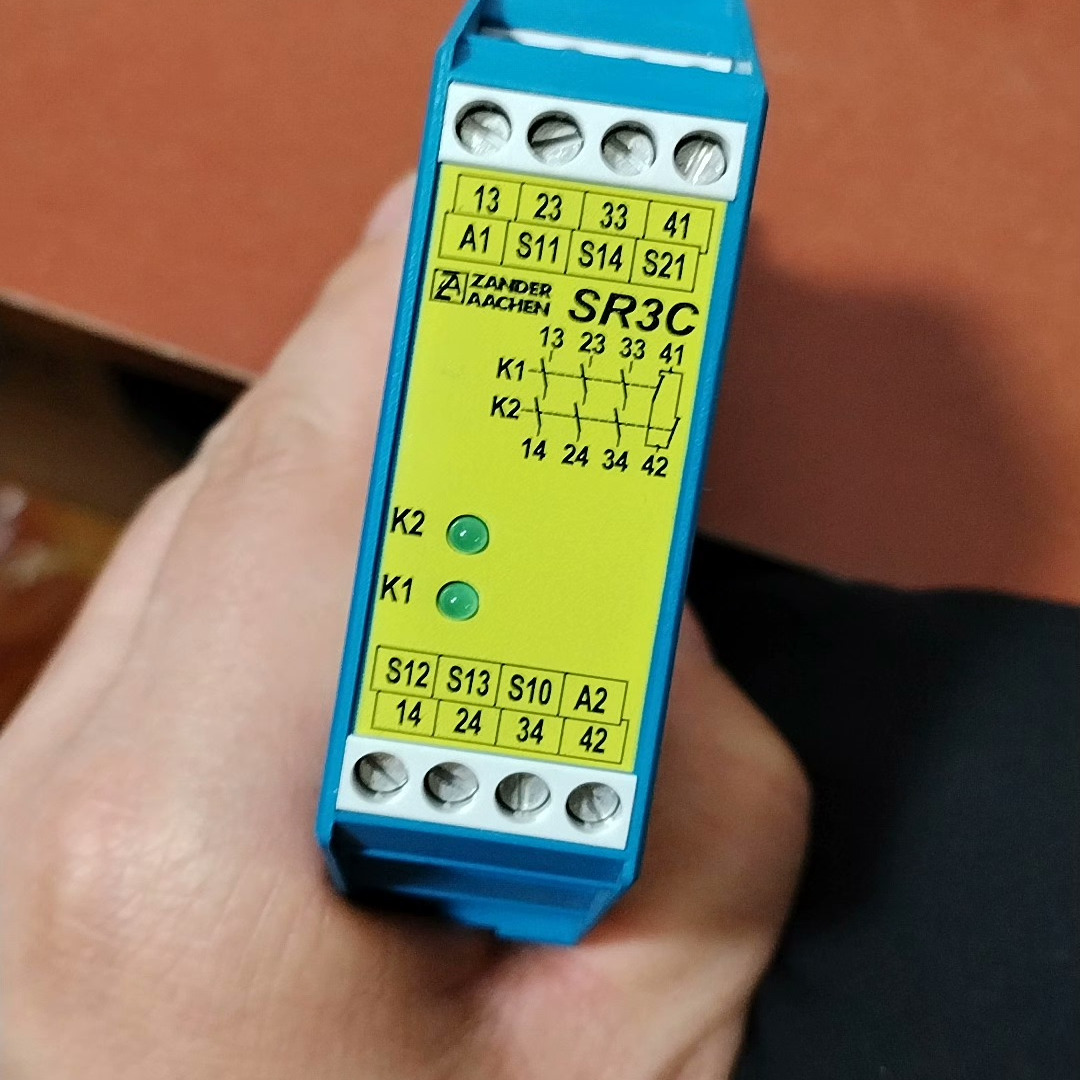 13 23 33 41
A1 S11 S14 S21
ZA ZANDER AACHEN SR3C
13 23 33 41
K1
K2
14 24 34 42
K2
K1
S12 S13 S10 A2
14 24 34 42